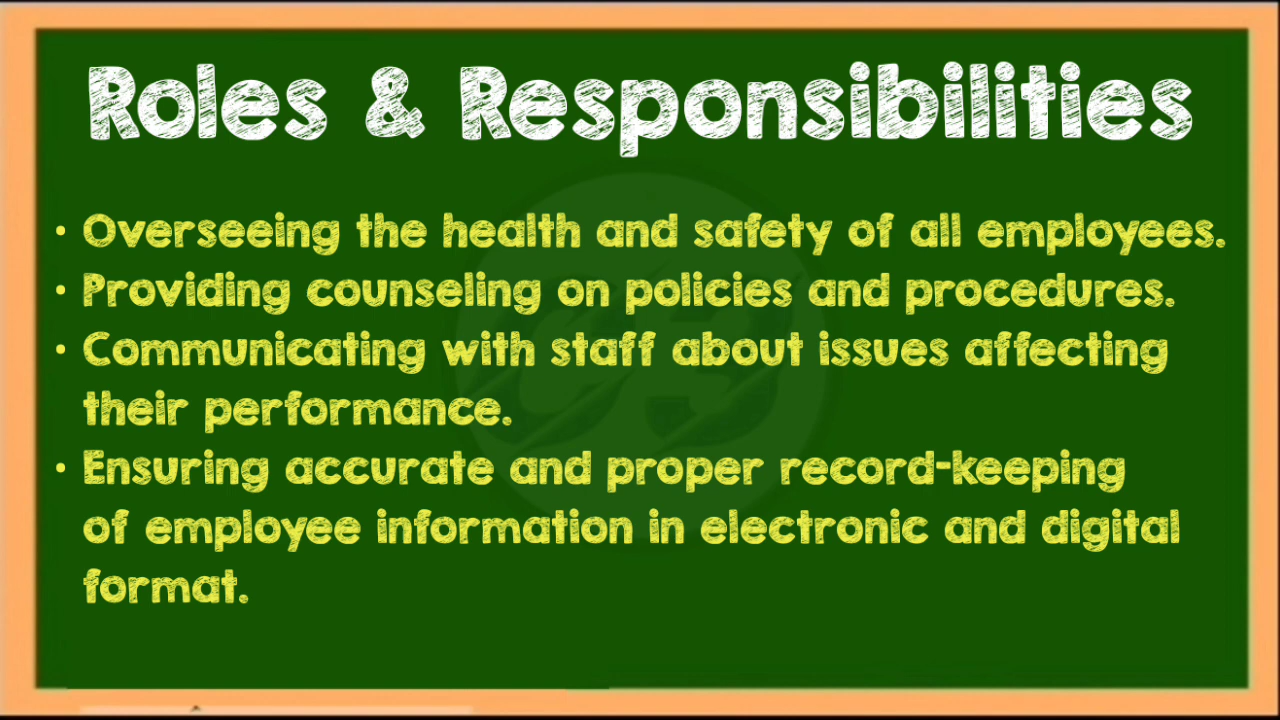 Roles & Responsibilities
• Overseeing the health and safety of all employees.
• Providing counseling on policies and procedures.
• Communicating with staff about issues affecting
their performance.
• Ensuring accurate and proper record-keeping
of employee information in electronic and digital
format.